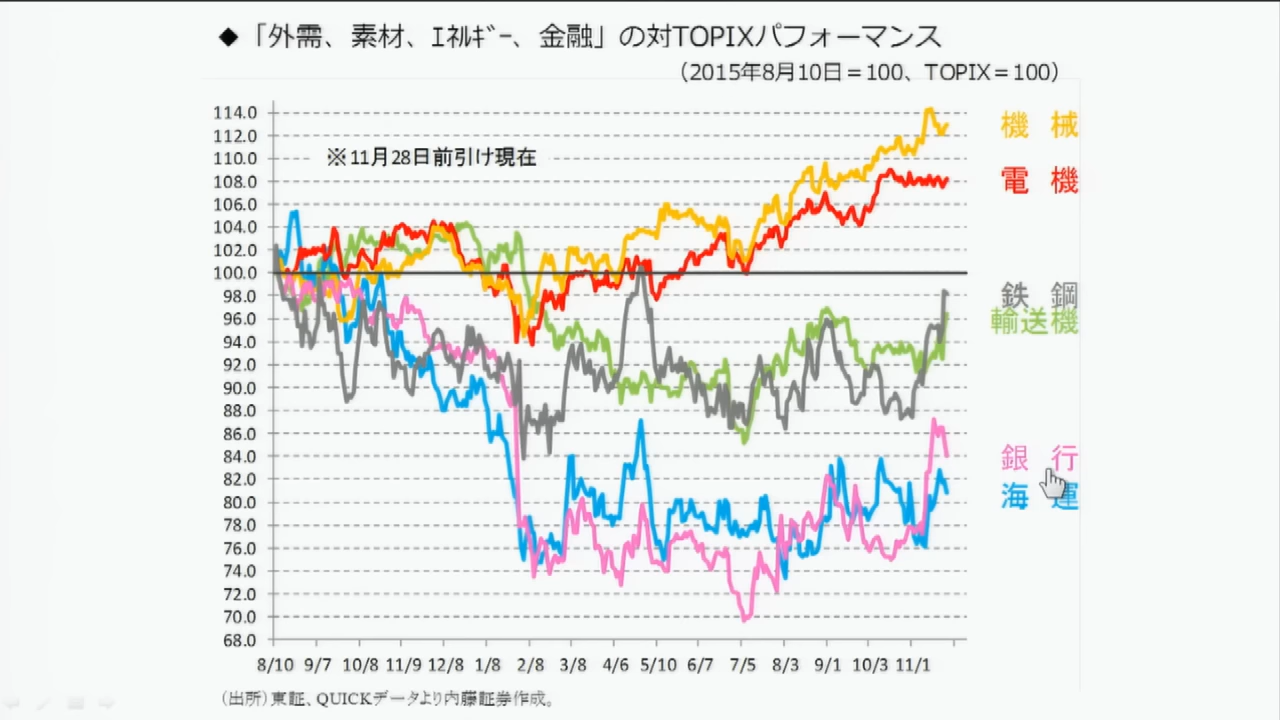 ◆「外需、素材、ｴﾈﾙｷﾞｰ、金融」の対TOPIXパフォーマンス
（2015年8月10日＝100、TOPIX＝100）
114.0
112.0
110.0
108.0
106.0
104.0
102.0
100.0
98.0
96.0
94.0
92.0
90.0
88.0
86.0
84.0
82.0
80.0
78.0
76.0
74.0
72.0
70.0
68.0
※11月28日前引け現在
機 械
電 機
鉄 鋼
輸送機
銀 行
海 運
8/10 9/7 10/8 11/9 12/8 1/8 2/8 3/8 4/6 5/10 6/7 7/5 8/3 9/1 10/3 11/1
（出所）東証、QUICKデータより内藤証券作成。